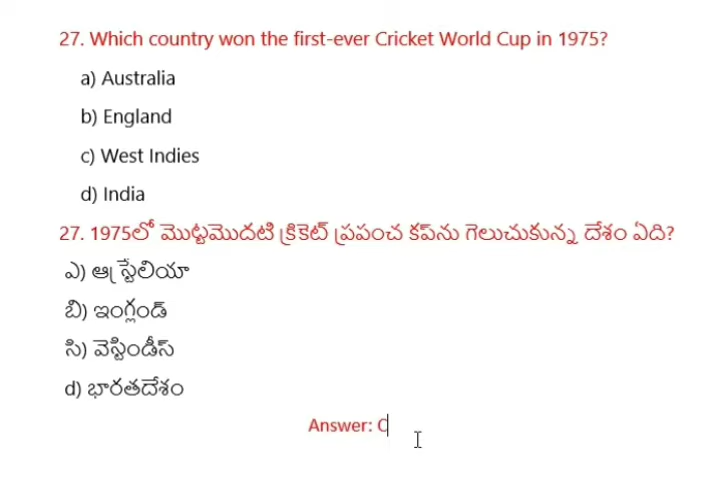 27. Which country won the first-ever Cricket World Cup in 1975?
a) Australia
b) England
c) West Indies
d) India
27. 1975లో మొట్టమొదటి క్రికెట్ ప్రపంచ కప్‌ను గెలుచుకున్న దేశం ఏది?
ఎ) ఆస్ట్రేలియా
బి) ఇంగ్లండ్
సి) వెస్టిండీస్
d) భారతదేశం
Answer: C